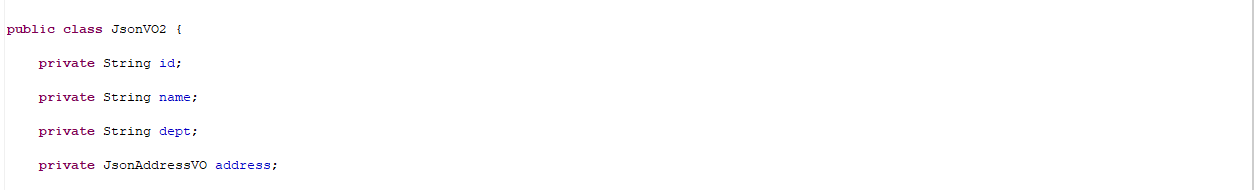 public class JsonVO2 {
private String id;
private String name;
private String dept;
private JsonAddressVO address;